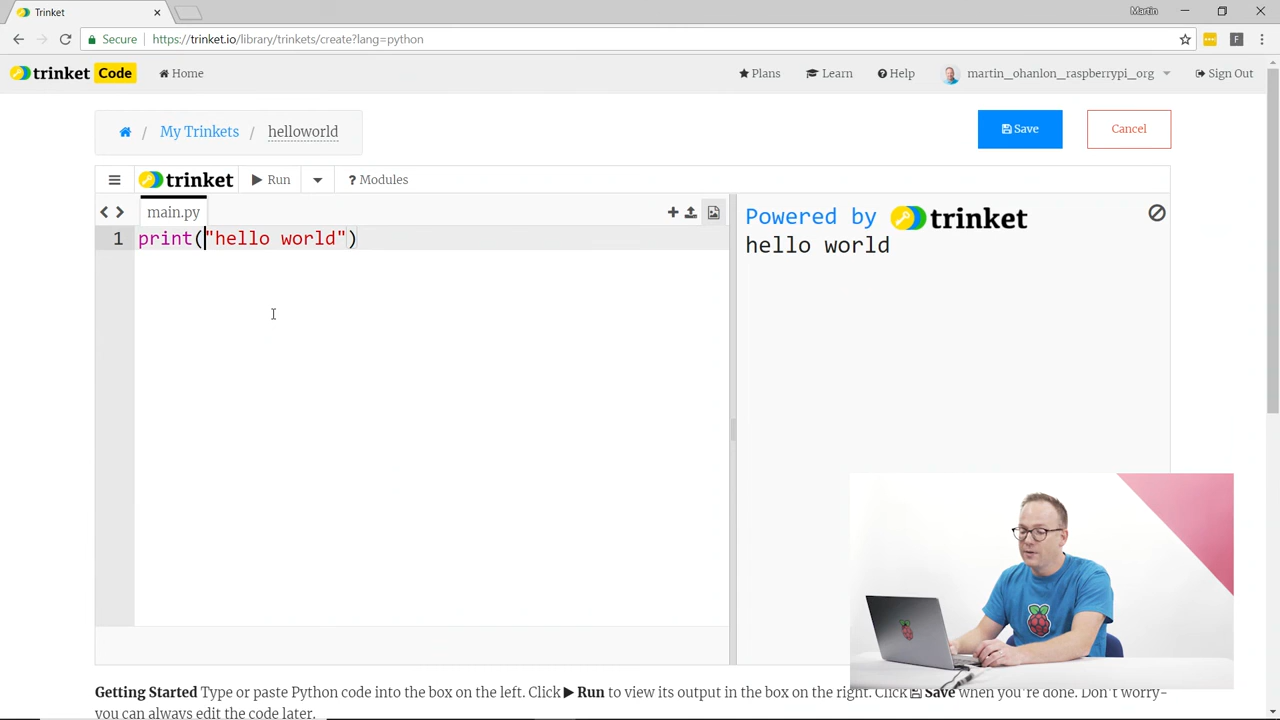 Trinket
Martin
Secure https://trinket.io/library/trinkets/create?lang=python
F
trinket Code Home Plans Learn Help martin_ohanlon_raspberrypi_org Sign Out
/ My Trinkets / helloworld Save Cancel
trinket Run ? Modules
main.py
1 print("hello world")
Powered by trinket
hello world
Getting Started Type or paste Python code into the box on the left. Click Run to view its output in the box on the right. Click Save when you're done. Don't worry-
you can always edit the code later.